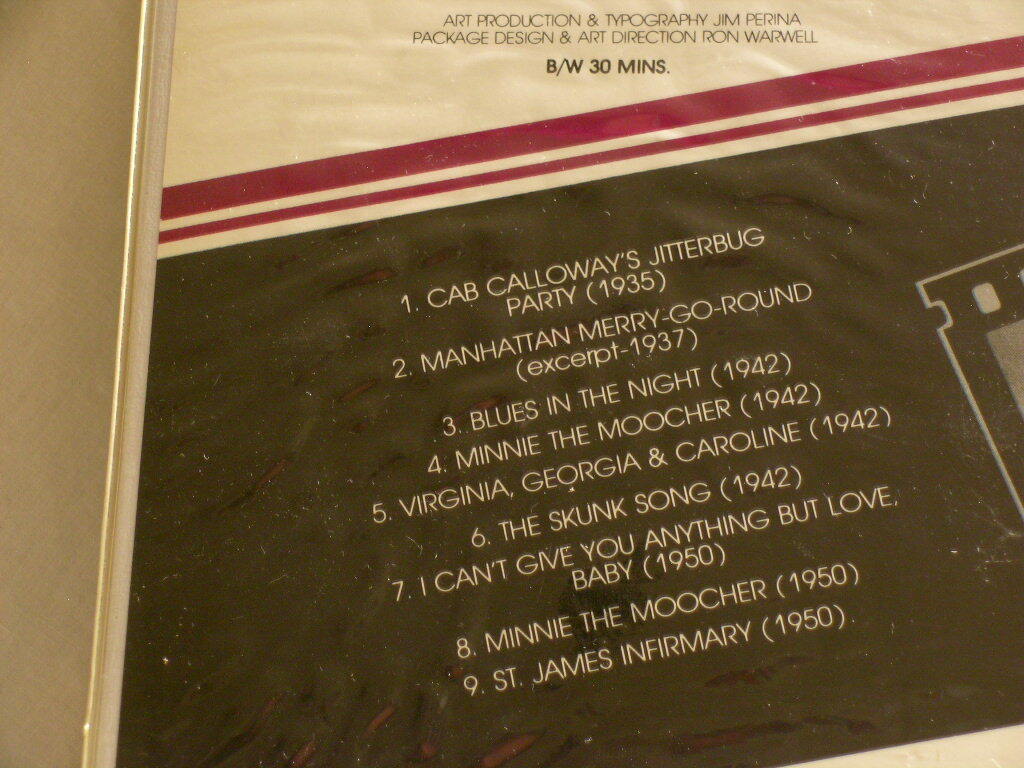 ART PRODUCTION & TYPOGRAPHY JIM PERINA
PACKAGE DESIGN & ART DIRECTION RON WARWELL
B/W 30 MINS.
1. CAB CALLOWAY'S JITTERBUG
PARTY (1935)
2. MANHATTAN MERRY-GO-ROUND
(excerpt-1937)
3. BLUES IN THE NIGHT (1942)
4. MINNIE THE MOOCHER (1942)
5. VIRGINIA, GEORGIA & CAROLINE (1942)
6. THE SKUNK SONG (1942)
7. I CAN'T GIVE YOU ANYTHING BUT LOVE,
BABY (1950)
8. MINNIE THE MOOCHER (1950)
9. ST. JAMES INFIRMARY (1950)